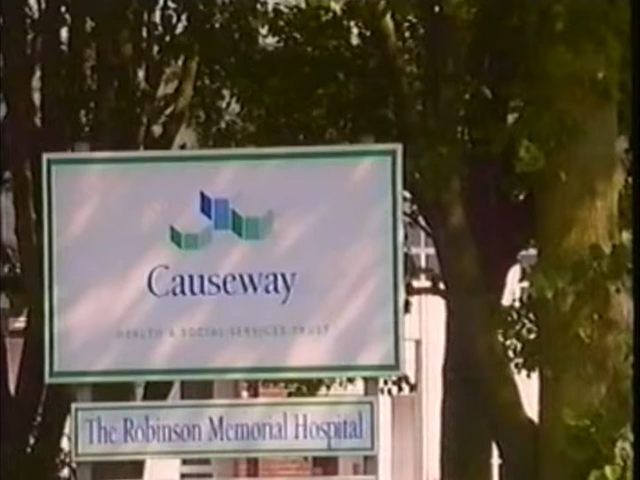 Causeway
HEALTH & SOCIAL SERVICES TRUST
The Robinson Memorial Hospital